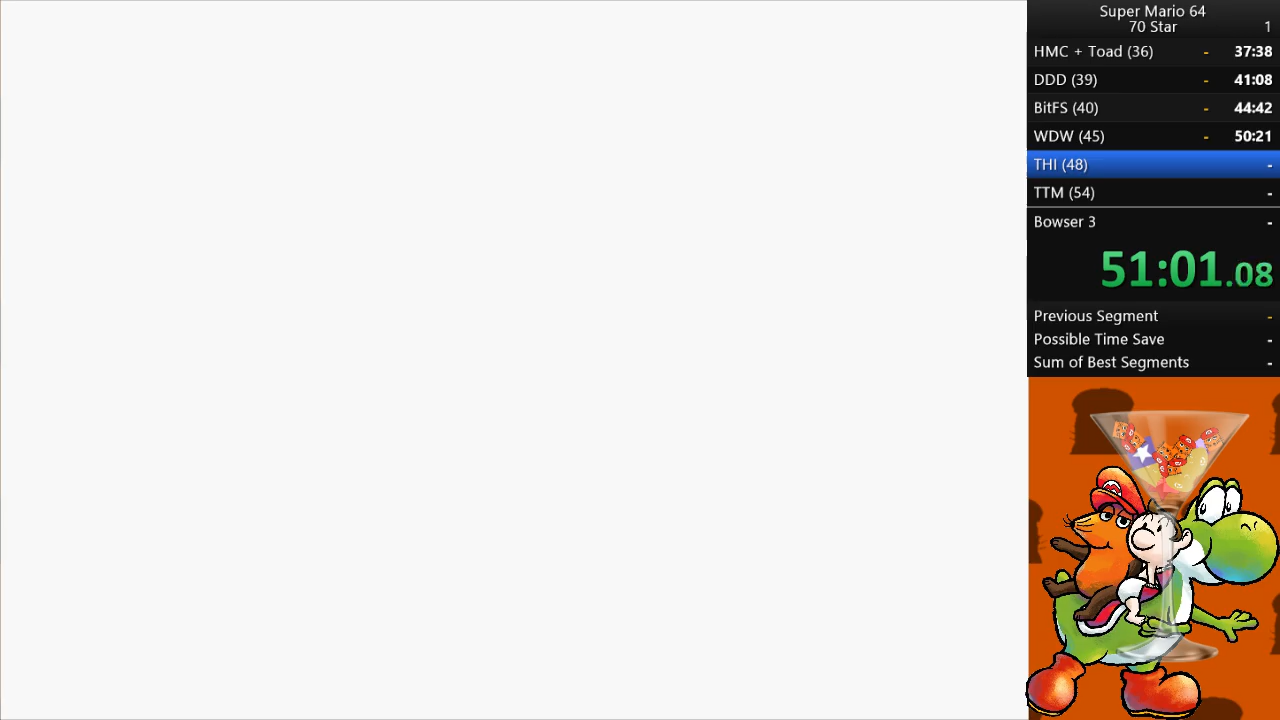 Super Mario 64
70 Star 1
HMC + Toad (36) - 37:38
DDD (39) - 41:08
BitFS (40) - 44:42
WDW (45) - 50:21
THI (48) -
TTM (54) -
Bowser 3 -
51:01.08
Previous Segment -
Possible Time Save -
Sum of Best Segments -